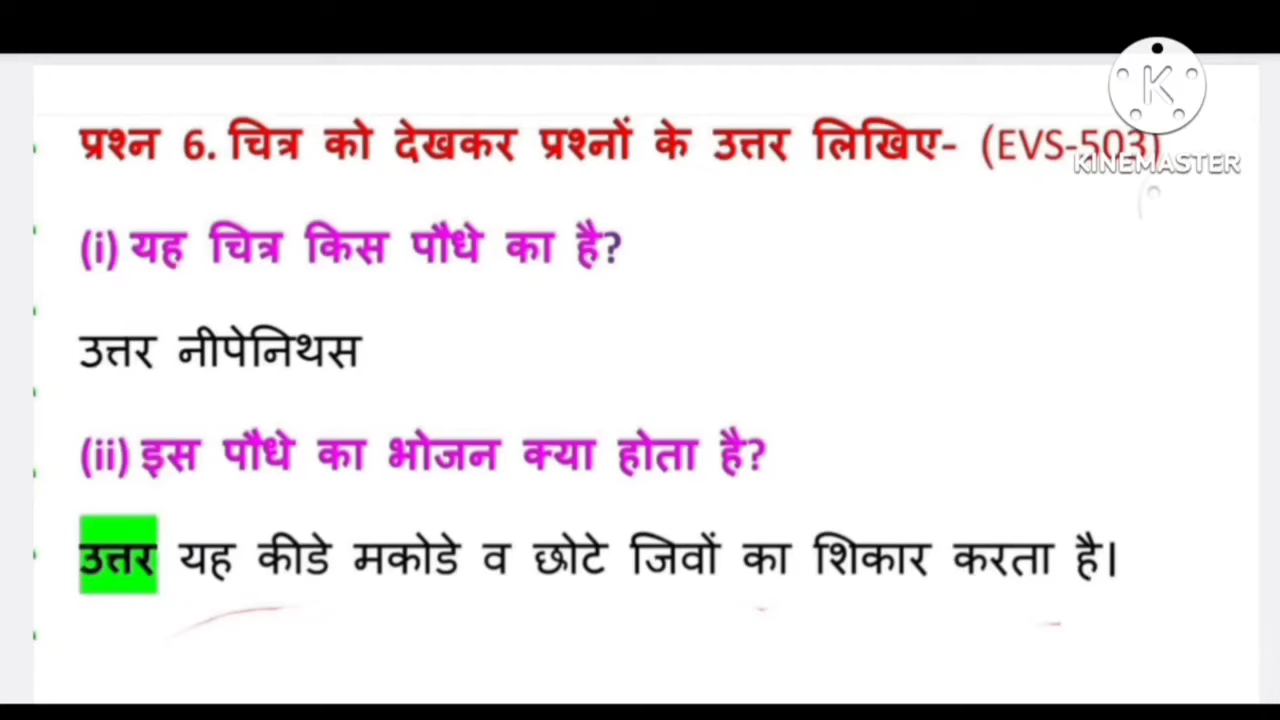 प्रश्न 6. चित्र को देखकर प्रश्नों के उत्तर लिखिए- (EVS-503)
K
KINEMASTER
(i) यह चित्र किस पौधे का है?
उत्तर नीपेनिथस
(ii) इस पौधे का भोजन क्या होता है?
उत्तर यह कीडे मकोडे व छोटे जिवों का शिकार करता है।